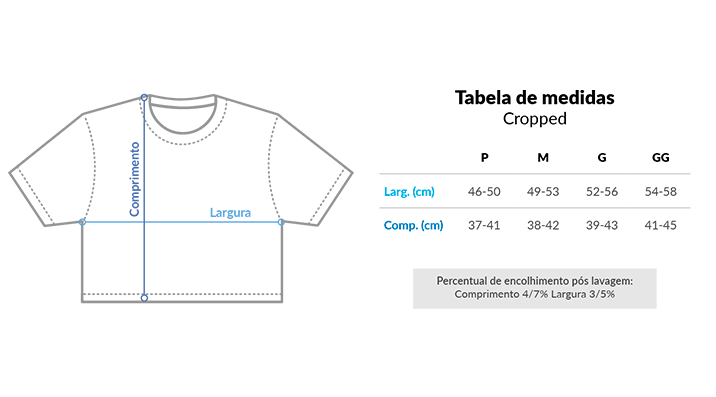 Comprimento
Largura
Tabela de medidas
Cropped
P M G GG
Larg. (cm) 46-50 49-53 52-56 54-58
Comp. (cm) 37-41 38-42 39-43 41-45
Percentual de encolhimento pós lavagem:
Comprimento 4/7% Largura 3/5%